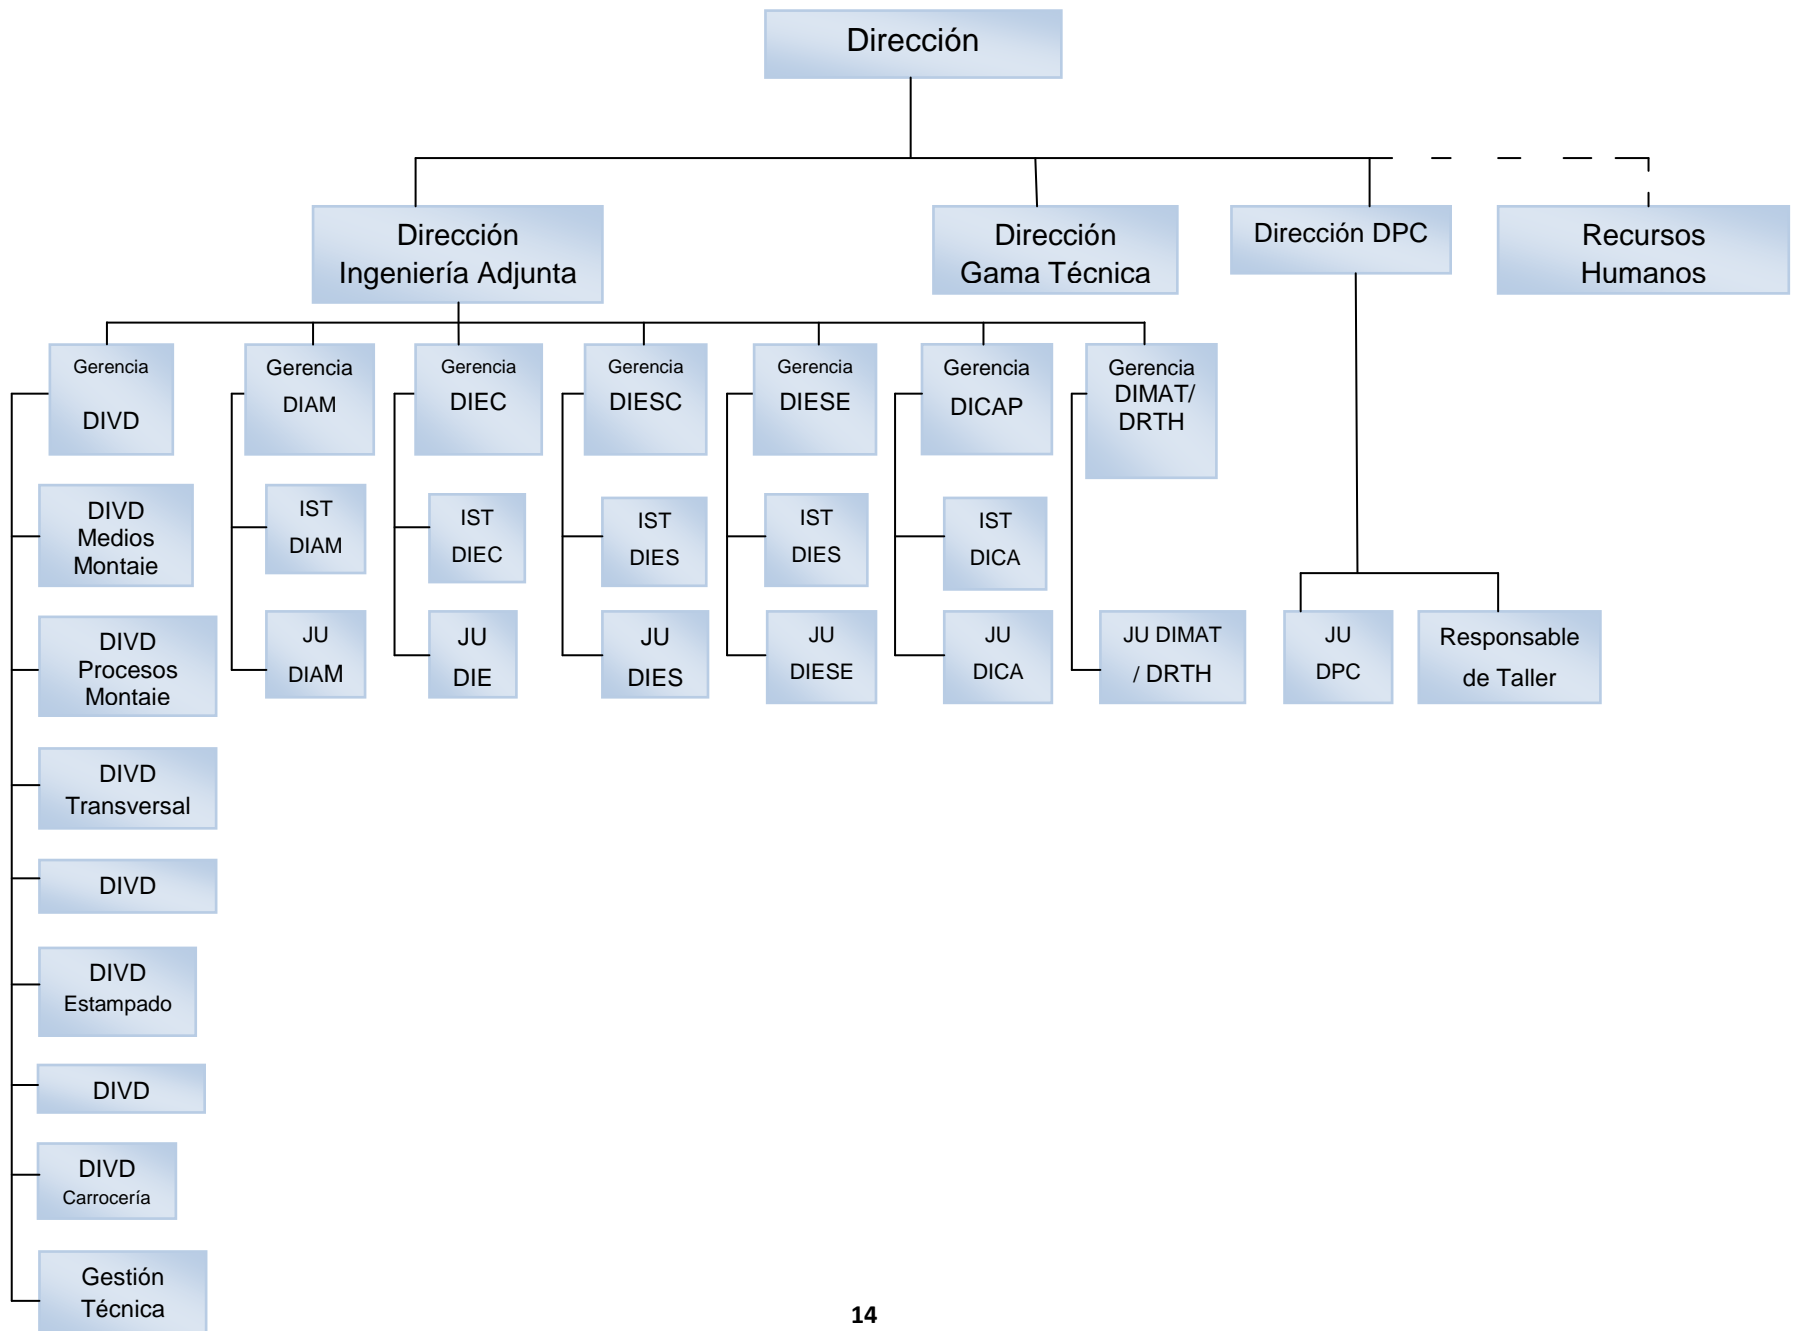 Dirección
Dirección
Ingeniería Adjunta
Dirección
Gama Técnica
Dirección DPC
Recursos
Humanos
Gerencia
DIVD
Gerencia
DIAM
Gerencia
DIEC
Gerencia
DIESC
Gerencia
DIESE
Gerencia
DICAP
Gerencia
DIMAT/
DRTH
DIVD
Medios
Montaie
IST
DIAM
IST
DIEC
IST
DIES
IST
DIES
IST
DICA
DIVD
Procesos
Montaie
JU
DIAM
JU
DIE
JU
DIES
JU
DIESE
JU
DICA
JU DIMAT
/ DRTH
JU
DPC
Responsable
de Taller
DIVD
Transversal
DIVD
DIVD
Estampado
DIVD
DIVD
Carrocería
Gestión
Técnica
14